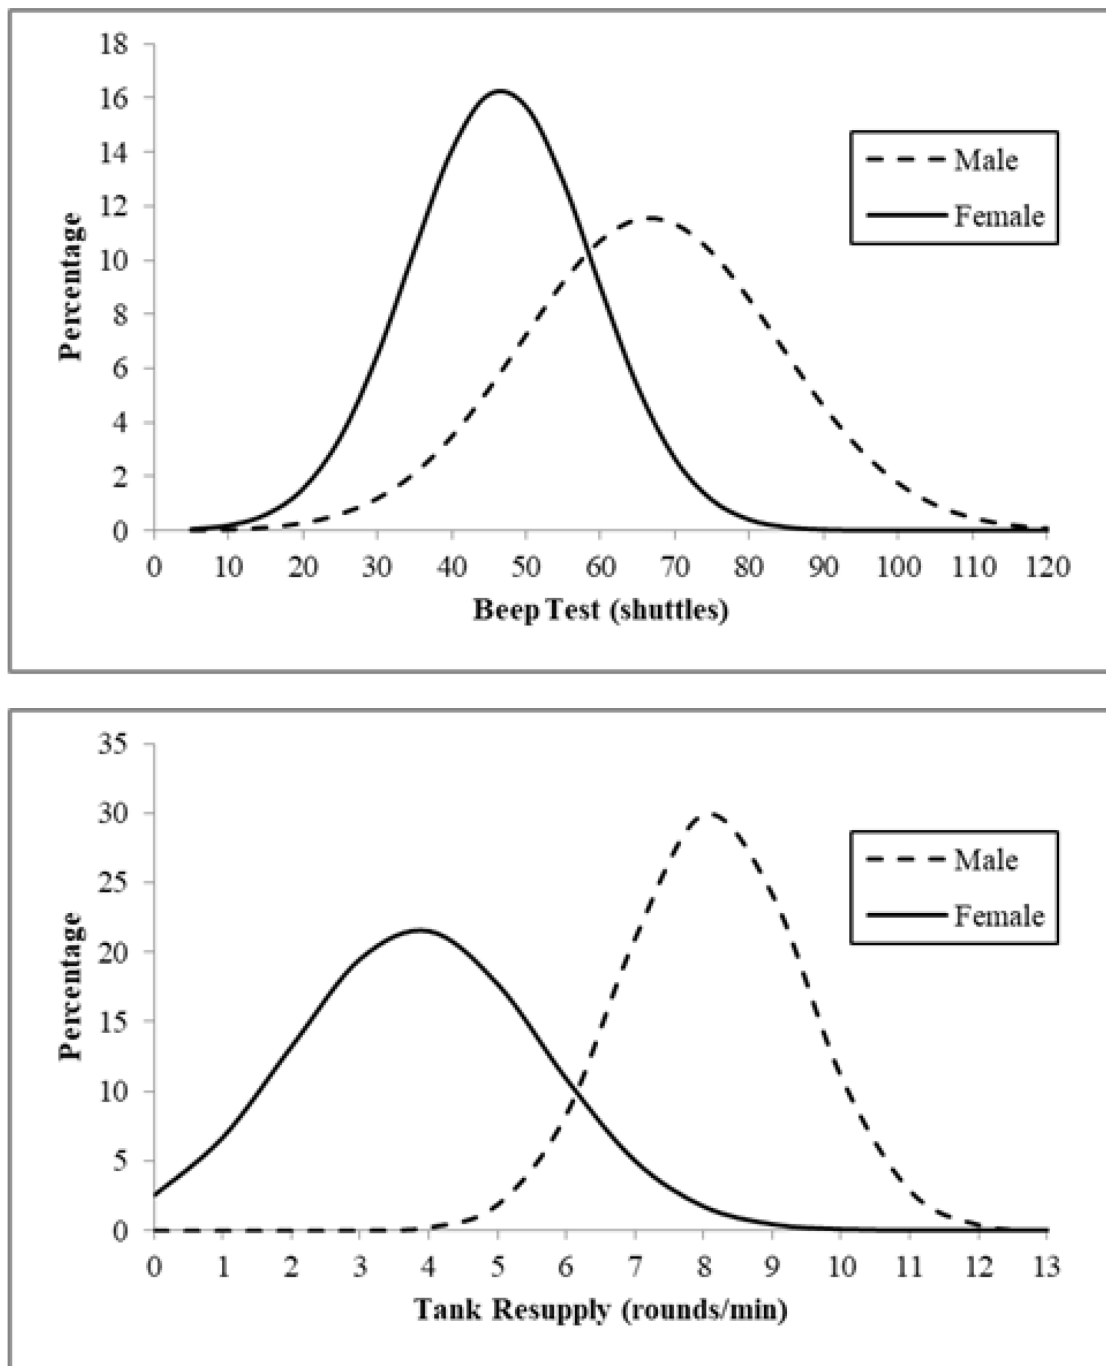 18
16
14
12
10
8
6
4
2
0
Percentage
Male
Female
0 10 20 30 40 50 60 70 80 90 100 110 120
Beep Test (shuttles)
35
30
25
20
15
10
5
0
Percentage
Male
Female
0 1 2 3 4 5 6 7 8 9 10 11 12 13
Tank Resupply (rounds/min)